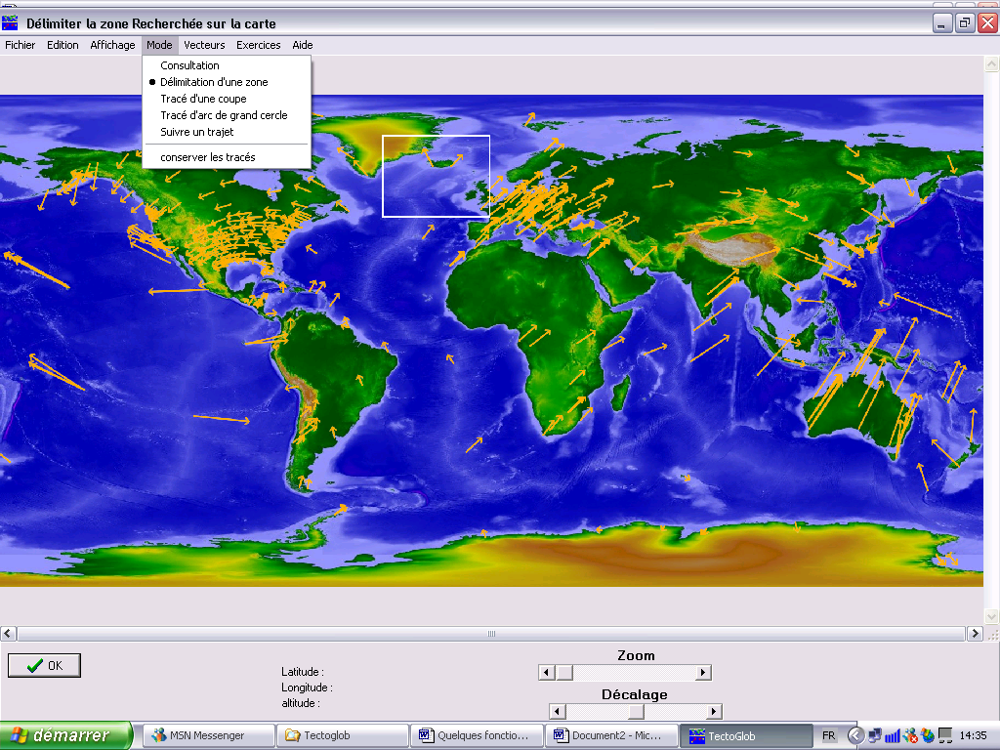 Délimiter la zone Recherchée sur la carte
Fichier Edition Affichage Mode Vecteurs Exercices Aide
Consultation
Délimitation d'une zone
Tracé d'une coupe
Tracé d'arc de grand cercle
Suivre un trajet
conserver les tracés
OK
Latitude :
Longitude :
altitude :
Zoom
Décalage
démarrer MSN Messenger Tectoglob Quelques fonctio... Document2 - Mic... TectoGlob FR 14:35